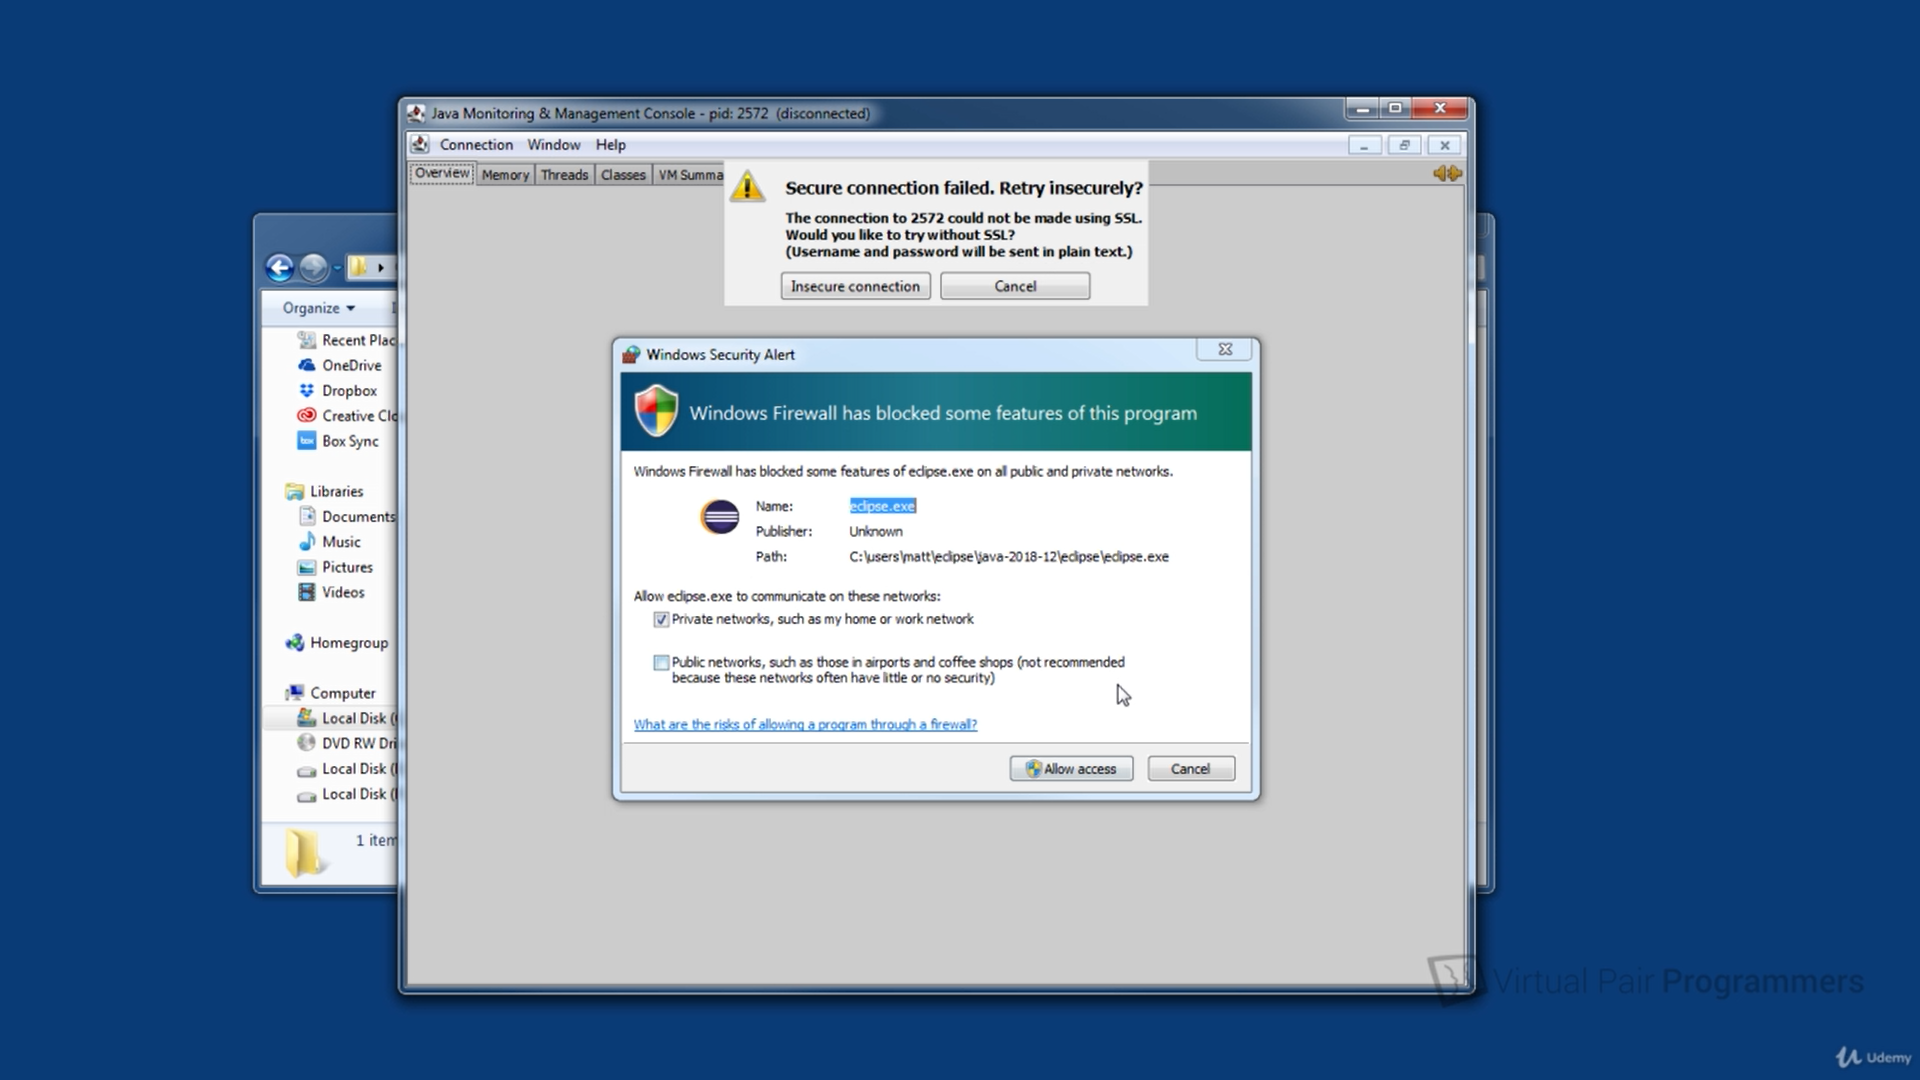 Java Monitoring & Management Console - pid: 2572 (disconnected)
Connection Window Help
Overview Memory Threads Classes VM Summa
Secure connection failed. Retry insecurely?
The connection to 2572 could not be made using SSL.
Would you like to try without SSL?
(Username and password will be sent in plain text.)
Insecure connection Cancel
Organize
Recent Plac
OneDrive
Dropbox
Creative Clo
box Box Sync
Libraries
Documents
Music
Pictures
Videos
Homegroup
Computer
Local Disk (
DVD RW Dri
Local Disk (
Local Disk (
1 item
Windows Security Alert
Windows Firewall has blocked some features of this program
Windows Firewall has blocked some features of eclipse.exe on all public and private networks.
Name: eclipse.exe
Publisher: Unknown
Path: C:\users\matt\eclipse\java-2018-12\eclipse\eclipse.exe
Allow eclipse.exe to communicate on these networks:
Private networks, such as my home or work network
Public networks, such as those in airports and coffee shops (not recommended
because these networks often have little or no security)
What are the risks of allowing a program through a firewall?
Allow access Cancel
Virtual Pair Programmers
Udemy